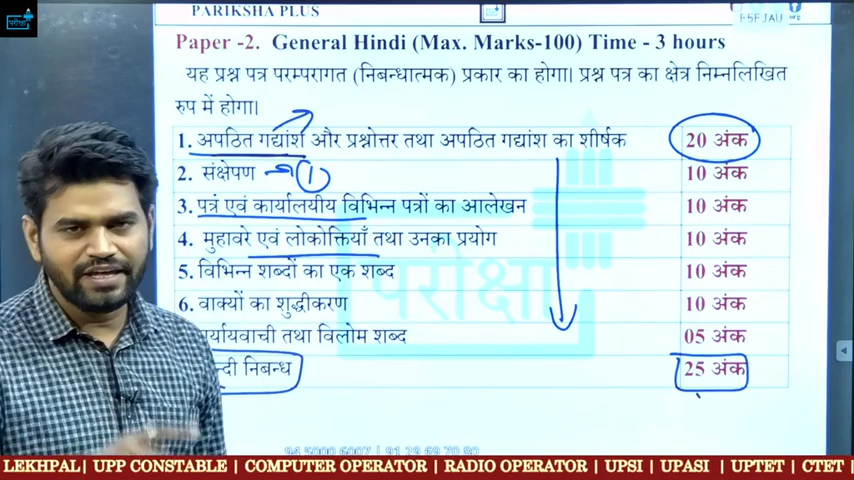 परीक्षा
PARIKSHA PLUS
Paper -2. General Hindi (Max. Marks-100) Time - 3 hours
यह प्रश्न पत्र परम्परागत (निबन्धात्मक) प्रकार का होगा। प्रश्न पत्र का क्षेत्र निम्नलिखित
रुप में होगा।
1. अपठित गद्यांश और प्रश्नोत्तर तथा अपठित गद्यांश का शीर्षक 20 अंक
2. संक्षेपण 1 10 अंक
3. पत्र एवं कार्यालयीय विभिन्न पत्रों का आलेखन 10 अंक
4. मुहावरे एवं लोकोक्तियाँ तथा उनका प्रयोग 10 अंक
5. विभिन्न शब्दों का एक शब्द 10 अंक
6. वाक्यों का शुद्धीकरण 10 अंक
र्यायवाची तथा विलोम शब्द 05 अंक
न्दी निबन्ध 25 अंक
परीक्षा
LEKHPAL| UPP CONSTABLE | COMPUTER OPERATOR | RADIO OPERATOR | UPSI | UPASI | UPTET | CTET |